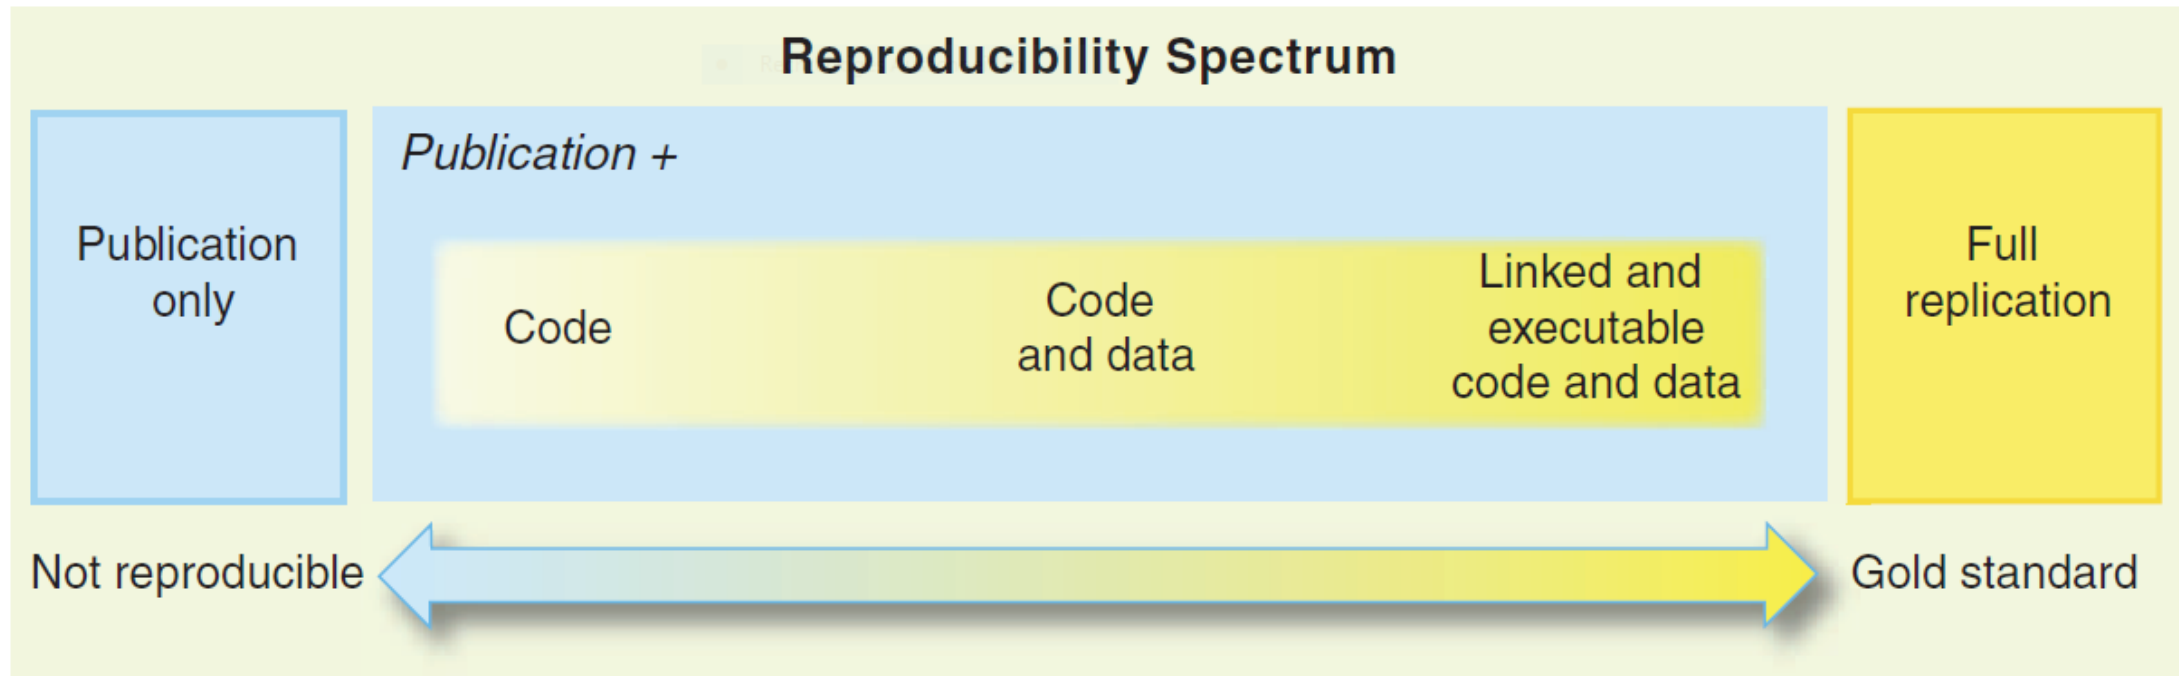 Reproducibility Spectrum
Publication
only
Publication +
Code
Code
and data
Linked and
executable
code and data
Full
replication
Not reproducible
Gold standard